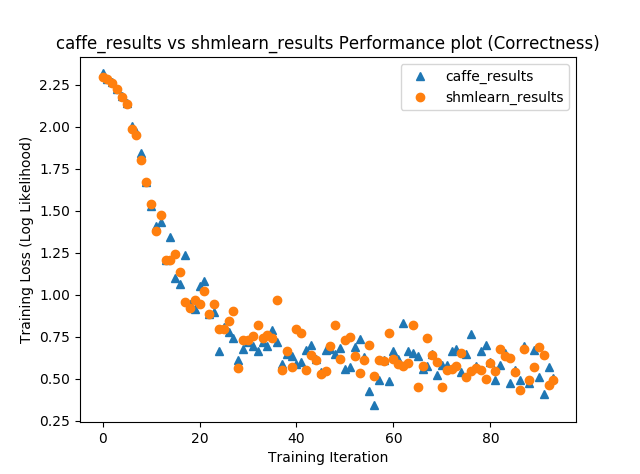 caffe_results vs shmlearn_results Performance plot (Correctness)
caffe_results
shmlearn_results
Training Loss (Log Likelihood)
2.25
2.00
1.75
1.50
1.25
1.00
0.75
0.50
0.25
0
20
40
60
80
Training Iteration